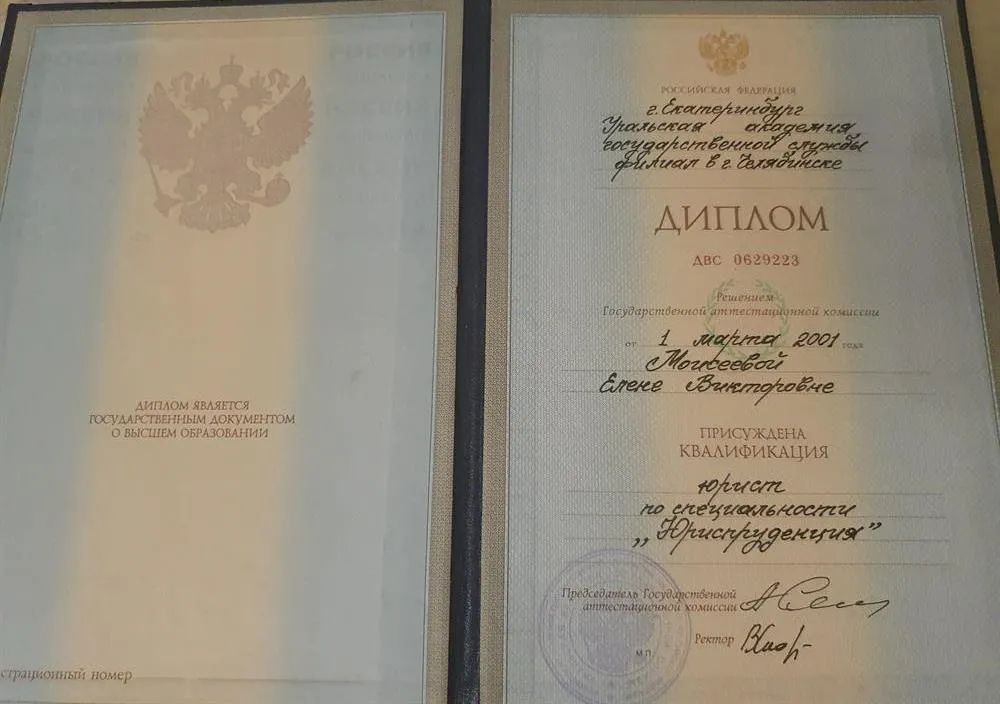 ДИПЛОМ ЯВЛЯЕТСЯ
ГОСУДАРСТВЕННЫМ ДОКУМЕНТОМ
О ВЫСШЕМ ОБРАЗОВАНИИ
страционный номер
РОССИЙСКАЯ ФЕДЕРАЦИЯ
г. Екатеринбург
Уральская академия
государственной службы
филиал в г. Челябинске
ДИПЛОМ
ДВС 0629223
Решением
Государственной аттестационной комиссии
от 1 марта 2001 года
Моисеевой
Елене Викторовне
ПРИСУЖДЕНА
КВАЛИФИКАЦИЯ
юрист
по специальности
„Юриспруденция”
Председатель Государственной
аттестационной комиссии
Ректор
М.П.